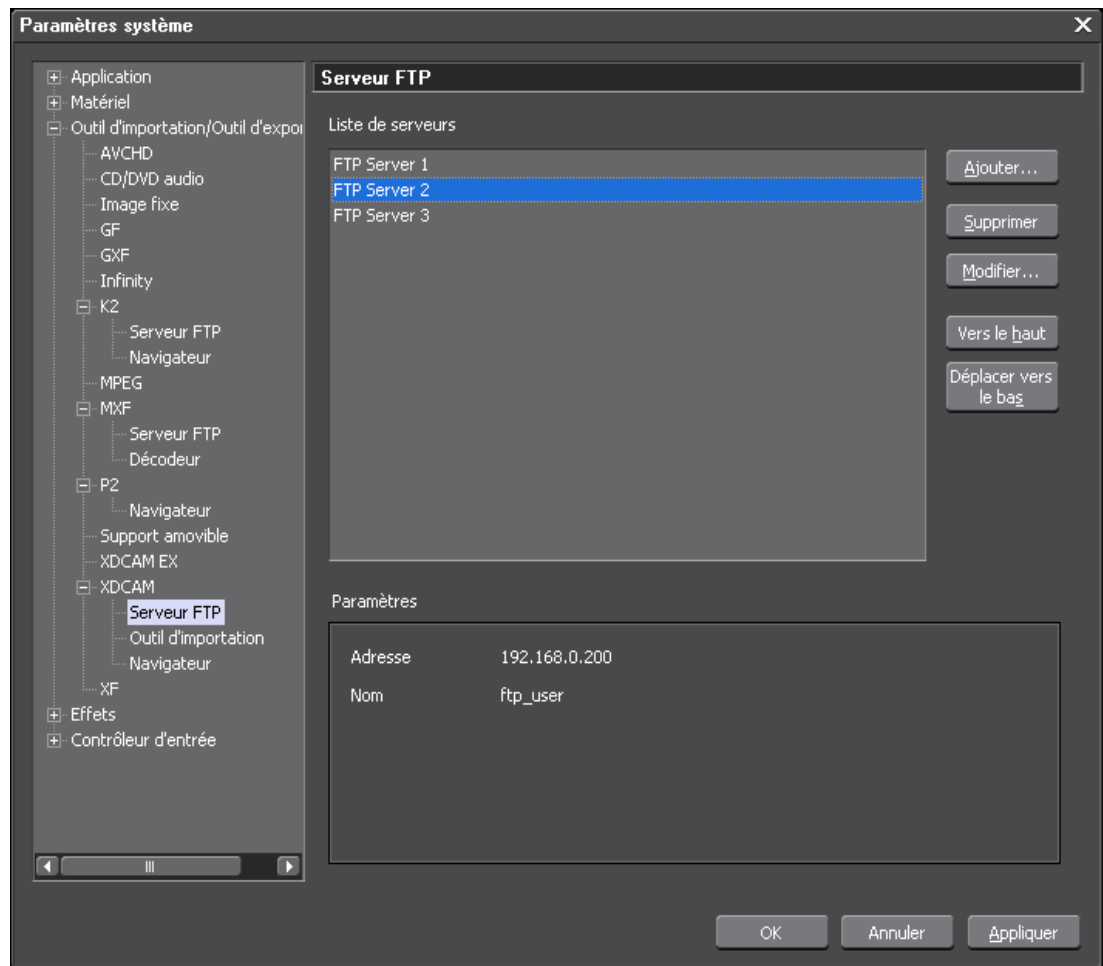 Paramètres système
Application
Matériel
Outil d'importation/Outil d'expor
AVCHD
CD/DVD audio
Image fixe
GF
GXF
Infinity
K2
Serveur FTP
Navigateur
MPEG
MXF
Serveur FTP
Décodeur
P2
Navigateur
Support amovible
XDCAM EX
XDCAM
Serveur FTP
Outil d'importation
Navigateur
XF
Effets
Contrôleur d'entrée
Serveur FTP
Liste de serveurs
FTP Server 1
FTP Server 2
FTP Server 3
Ajouter...
Supprimer
Modifier...
Vers le haut
Déplacer vers
le bas
Paramètres
Adresse 192.168.0.200
Nom ftp_user
OK Annuler Appliquer